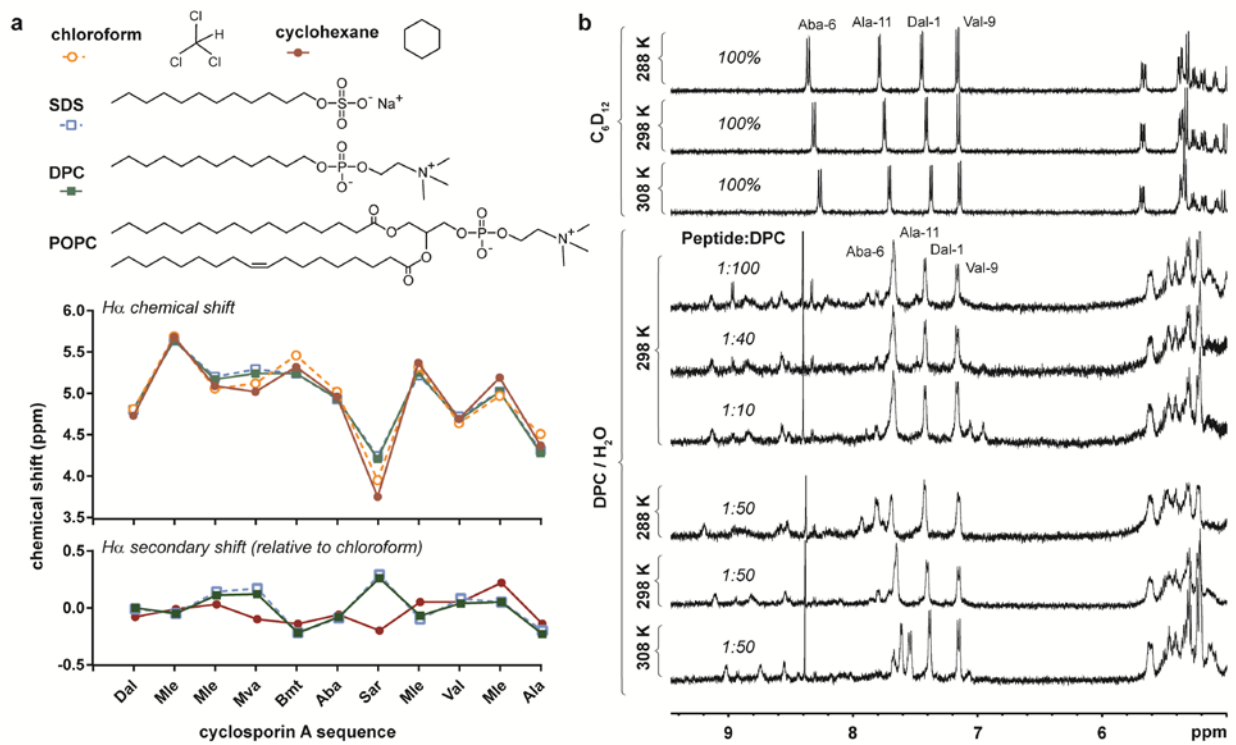 a
chloroform
Cl
H
Cl
Cl
cyclohexane
SDS
O
O
S
O⁻ Na⁺
O
DPC
O
O
P
O
O⁻
N⁺
POPC
O
O
O
O
O
P
O
O⁻
N⁺
O
Hα chemical shift
6.0
5.5
5.0
4.5
4.0
3.5
Hα secondary shift (relative to chloroform)
0.5
0.0
-0.5
chemical shift (ppm)
Dal
Mle
Mle
Mva
Bmt
Aba
Sar
Mle
Val
Mle
Ala
cyclosporin A sequence
b
Aba-6
Ala-11
Dal-1
Val-9
C₆D₁₂
288 K
100%
298 K
100%
308 K
100%
DPC / H₂O
Peptide:DPC
Aba-6
Ala-11
Dal-1
Val-9
298 K
1:100
1:40
1:10
288 K
1:50
298 K
1:50
308 K
1:50
9
8
7
6
ppm